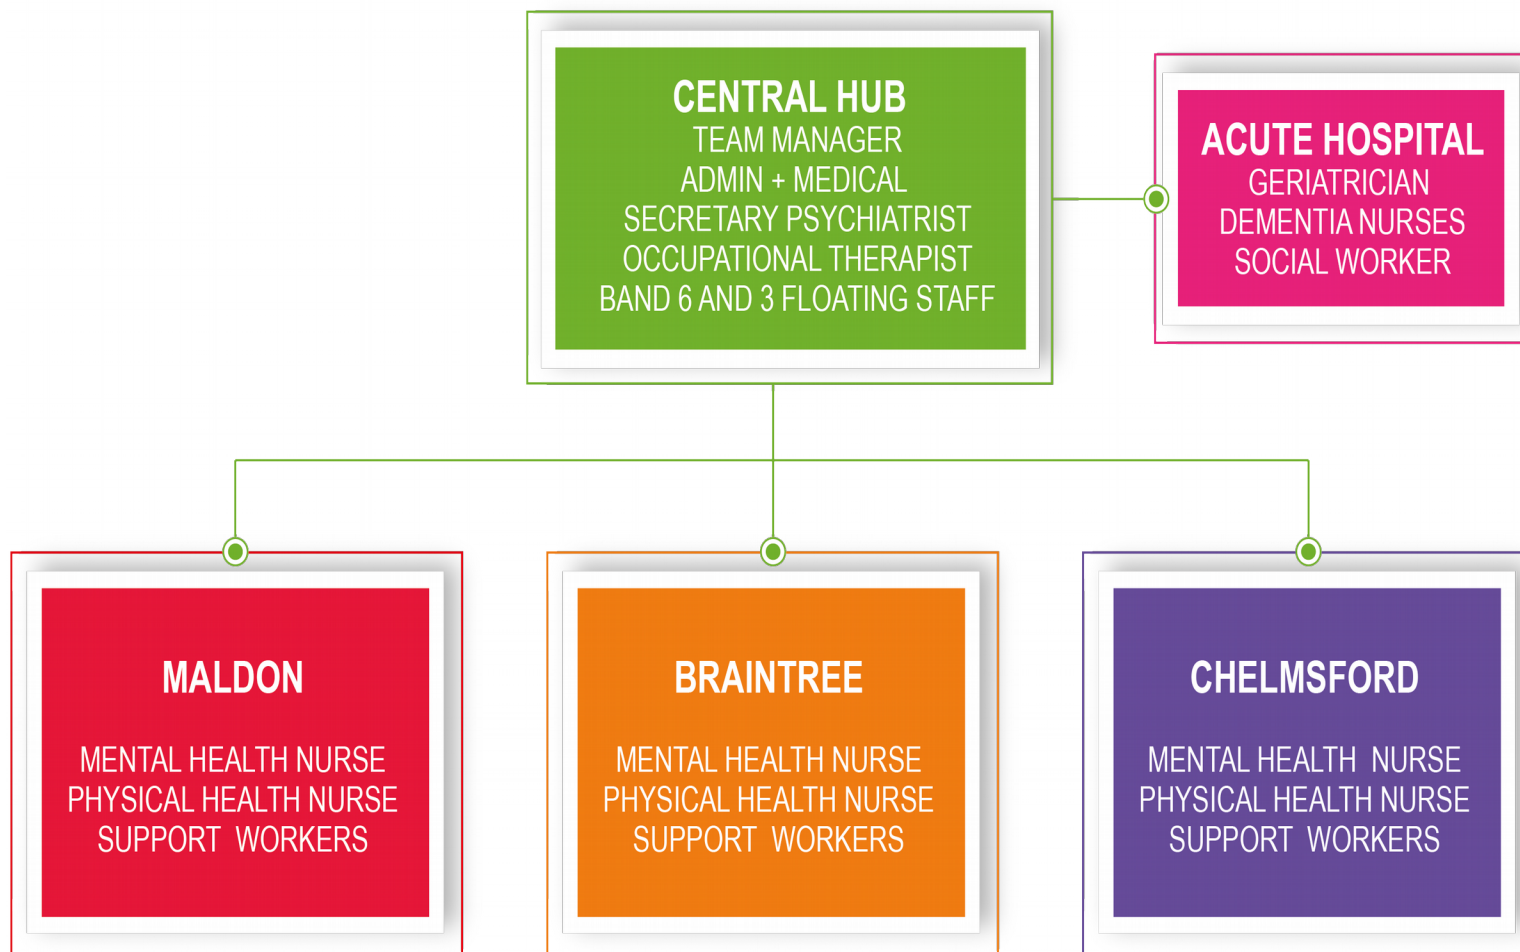 CENTRAL HUB
TEAM MANAGER
ADMIN + MEDICAL
SECRETARY PSYCHIATRIST
OCCUPATIONAL THERAPIST
BAND 6 AND 3 FLOATING STAFF
ACUTE HOSPITAL
GERIATRICIAN
DEMENTIA NURSES
SOCIAL WORKER
MALDON
MENTAL HEALTH NURSE
PHYSICAL HEALTH NURSE
SUPPORT WORKERS
BRAINTREE
MENTAL HEALTH NURSE
PHYSICAL HEALTH NURSE
SUPPORT WORKERS
CHELMSFORD
MENTAL HEALTH NURSE
PHYSICAL HEALTH NURSE
SUPPORT WORKERS